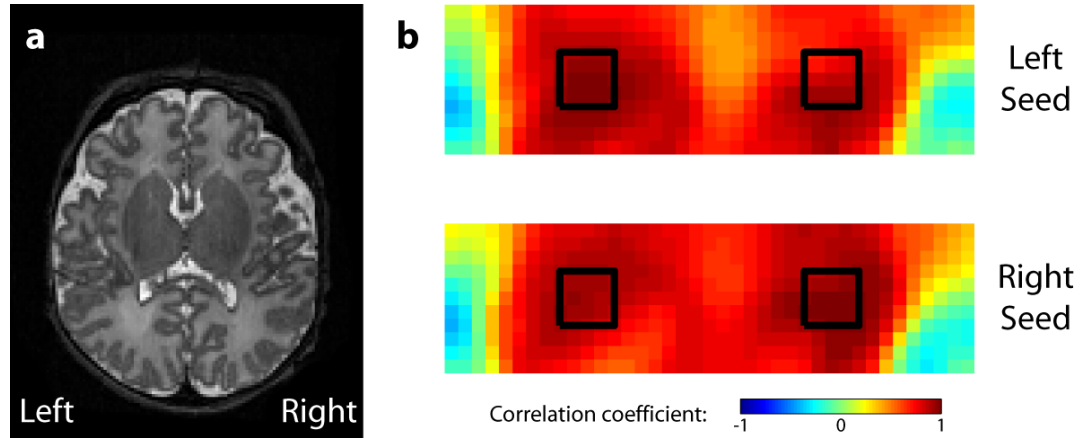 a
Left
Right
b
Left
Seed
Right
Seed
Correlation coefficient:
-1
0
1